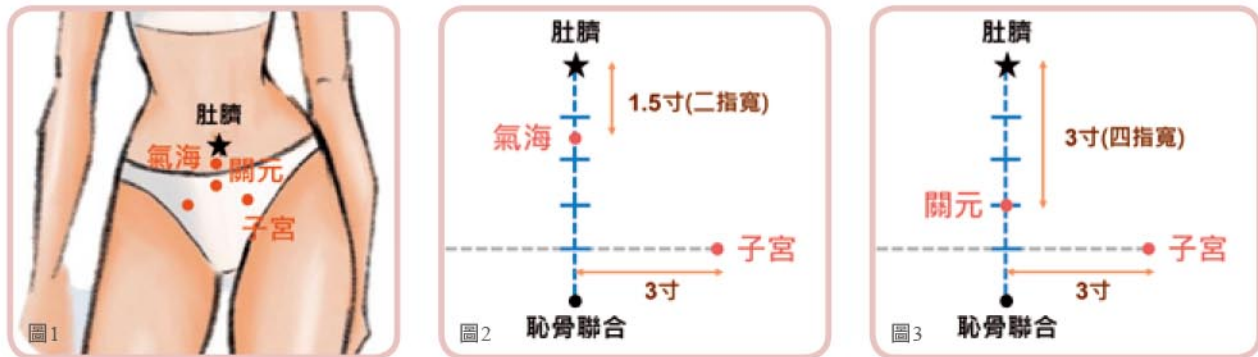 肚臍
氣海
關元
子宮
圖1
肚臍
1.5寸(二指寬)
氣海
子宮
3寸
恥骨聯合
圖2
肚臍
3寸(四指寬)
關元
子宮
3寸
恥骨聯合
圖3